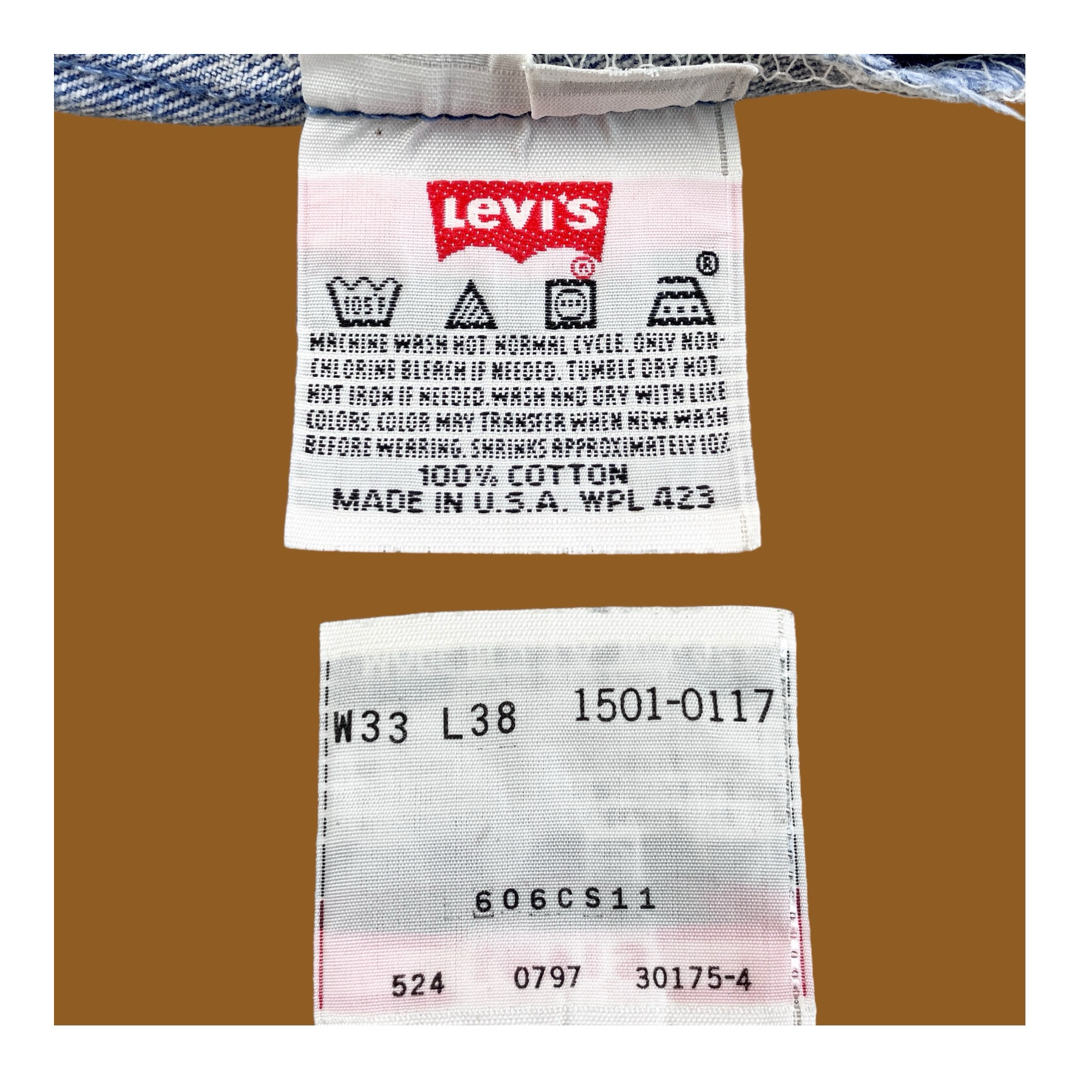 Levi's
®
®
105°F
MACHINE WASH HOT NORMAL CYCLE. ONLY NON-
CHLORINE BLEACH IF NEEDED. TUMBLE DRY HOT.
HOT IRON IF NEEDED. WASH AND DRY WITH LIKE
COLORS. COLOR MAY TRANSFER WHEN NEW. WASH
BEFORE WEARING. SHRINKS APPROXIMATELY 10%
100% COTTON
MADE IN U.S.A. WPL 423
W33 L38 1501-0117
606CS11
524 0797 30175-4